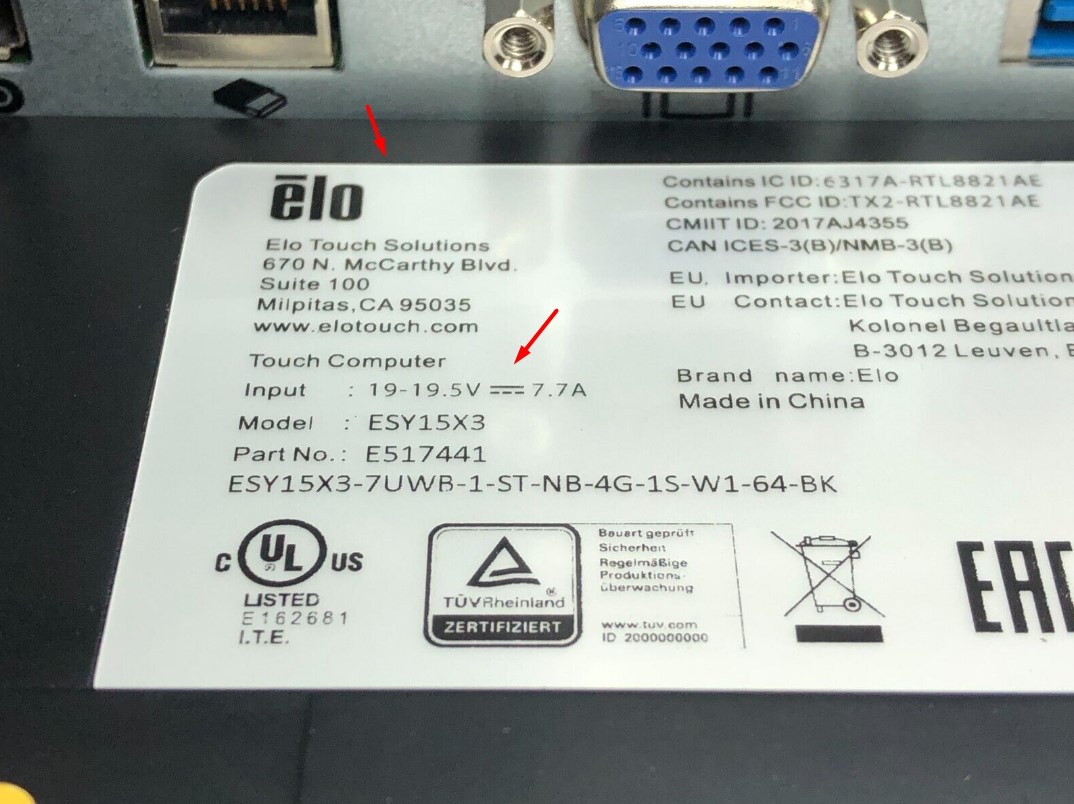 ēlo
Elo Touch Solutions
670 N. McCarthy Blvd.
Suite 100
Milpitas,CA 95035
www.elotouch.com
Touch Computer
Input : 19-19.5V ⎓ 7.7A
Model : ESY15X3
Part No.: E517441
ESY15X3-7UWB-1-ST-NB-4G-1S-W1-64-BK
Contains IC ID:6317A-RTL8821AE
Contains FCC ID:TX2-RTL8821AE
CMIIT ID: 2017AJ4355
CAN ICES-3(B)/NMB-3(B)
EU, Importer:Elo Touch Solution
EU Contact:Elo Touch Solution
Kolonel Begaultla
B-3012 Leuven,
Brand name:Elo
Made in China
C UL US
LISTED
E162681
I.T.E.
TÜVRheinland
ZERTIFIZIERT
Bauart geprüft
Sicherheit
Regelmäßige
Produktions-
überwachung
www.tuv.com
ID 2000000000
EAC